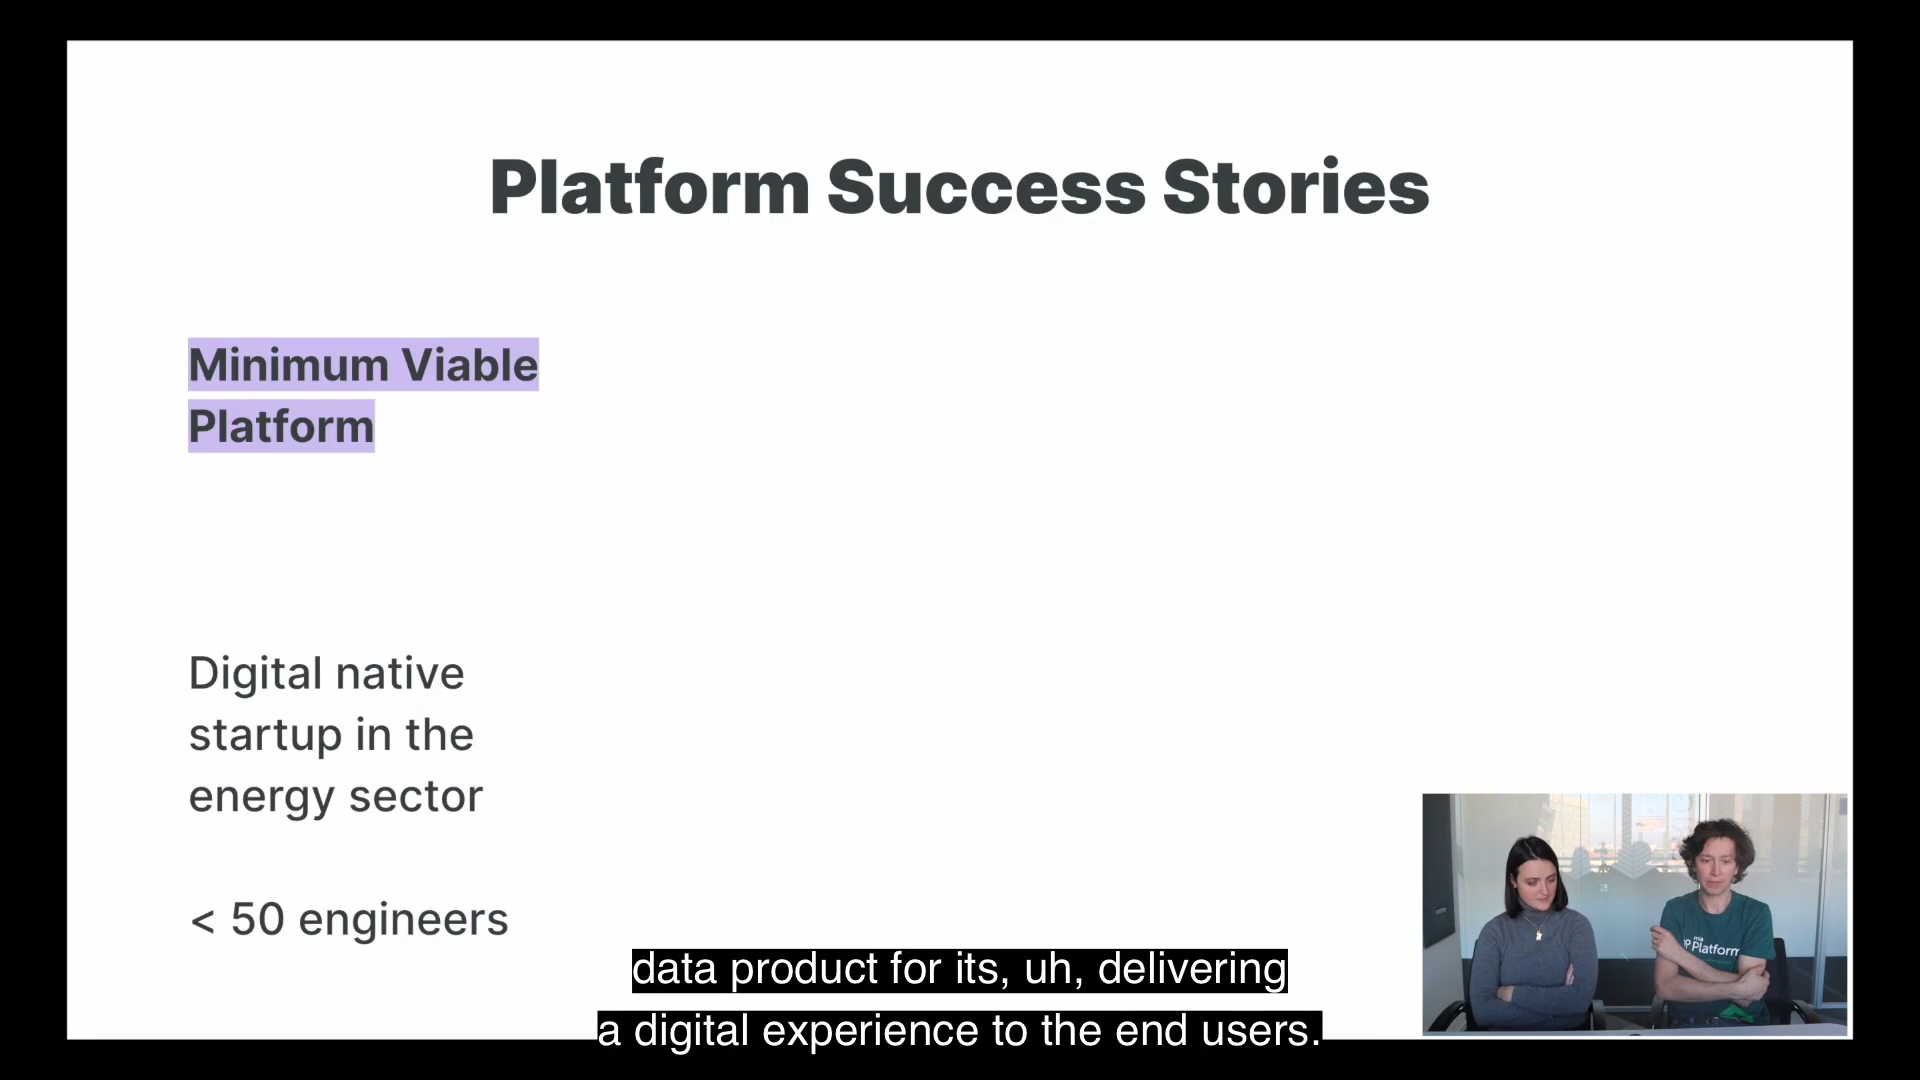 Platform Success Stories
Minimum Viable
Platform
Digital native
startup in the
energy sector
< 50 engineers
mia
Platform
data product for its, uh, delivering
a digital experience to the end users.